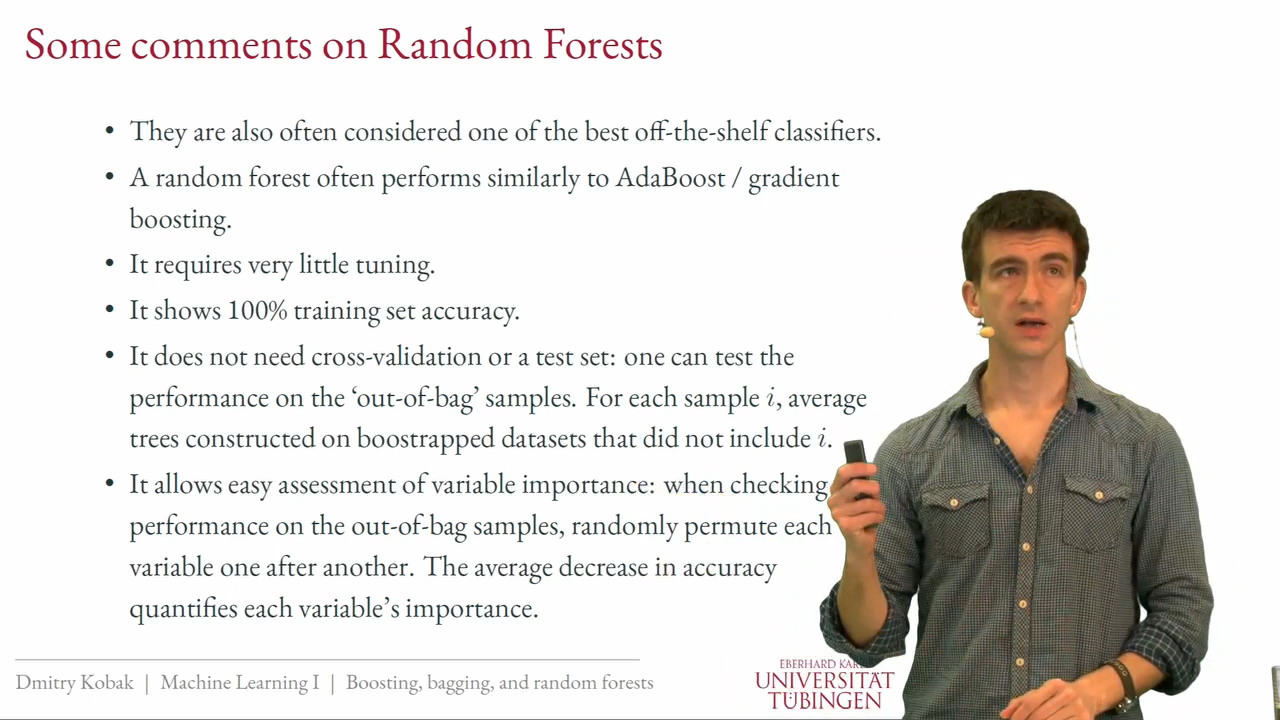 Some comments on Random Forests
• They are also often considered one of the best off-the-shelf classifiers.
• A random forest often performs similarly to AdaBoost / gradient
boosting.
• It requires very little tuning.
• It shows 100% training set accuracy.
• It does not need cross-validation or a test set: one can test the
performance on the ‘out-of-bag’ samples. For each sample i, average
trees constructed on boostrapped datasets that did not include i.
• It allows easy assessment of variable importance: when checking
performance on the out-of-bag samples, randomly permute each
variable one after another. The average decrease in accuracy
quantifies each variable’s importance.
Dmitry Kobak | Machine Learning I | Boosting, bagging, and random forests
EBERHARD
UNIVERSITÄT
TÜBINGEN